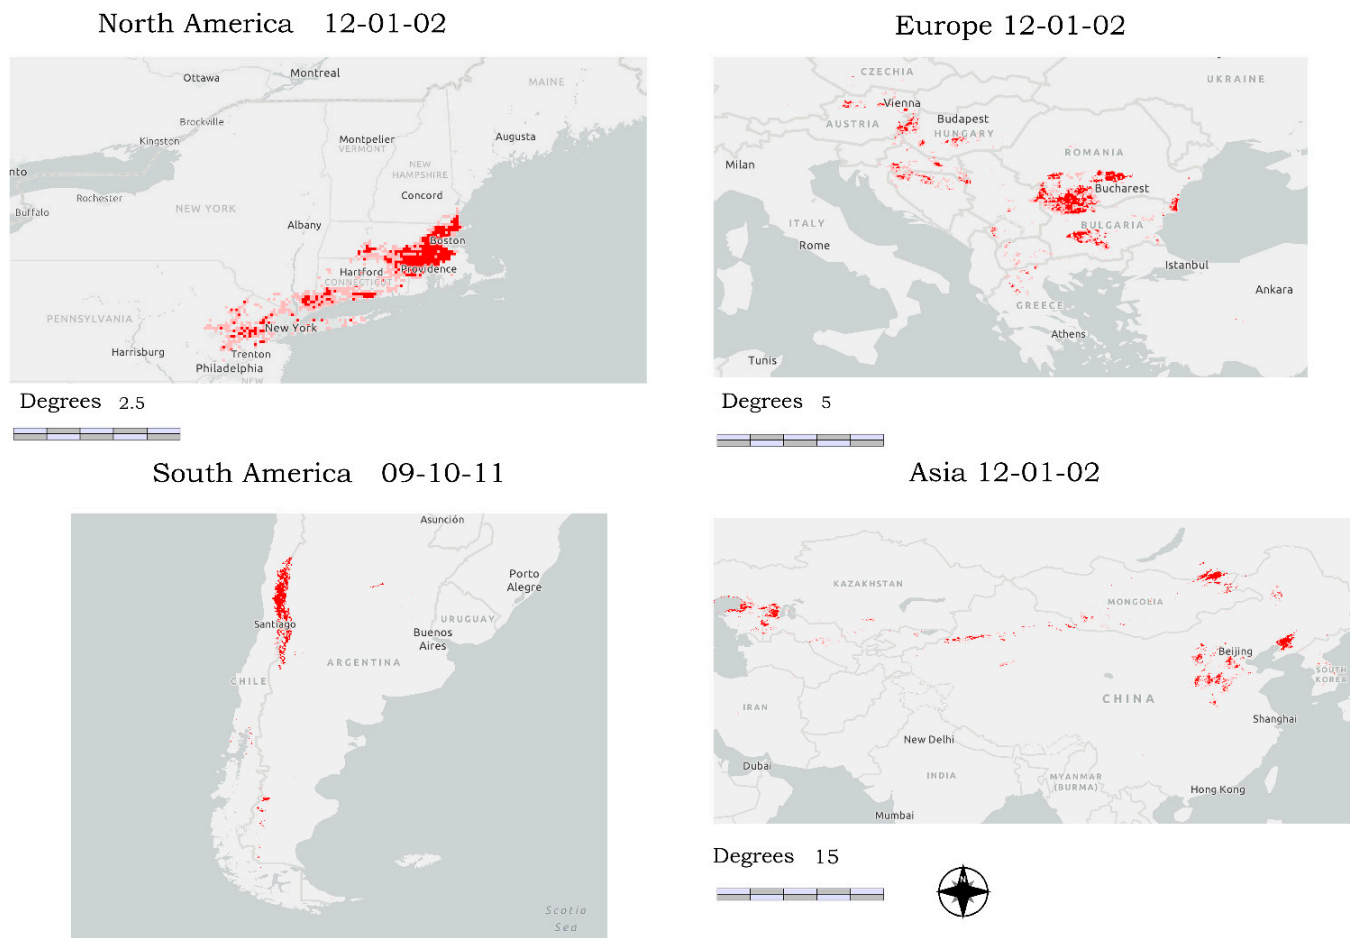 North America 12-01-02
Ottawa
Montreal
MAINE
Brockville
Kingston
Montpelier
VERMONT
Augusta
nto
NEW
HAMPSHIRE
Rochester
Concord
Buffalo
NEW YORK
Albany
Boston
Hartford
Providence
CONNECTICUT
PENNSYLVANIA
New York
Harrisburg
Trenton
Philadelphia
NEW
Degrees 2.5
Europe 12-01-02
CZECHIA
UKRAINE
Vienna
AUSTRIA
Budapest
HUNGARY
Milan
ROMANIA
Bucharest
ITALY
BULGARIA
Rome
Istanbul
Ankara
GREECE
Athens
Tunis
Degrees 5
South America 09-10-11
Asunción
Porto
Alegre
Santiago
URUGUAY
Buenos
Aires
ARGENTINA
CHILE
Scotia
Sea
Asia 12-01-02
KAZAKHSTAN
MONGOLIA
Beijing
SOUTH
KOREA
CHINA
IRAN
Shanghai
New Delhi
Dubai
INDIA
MYANMAR
(BURMA)
Hong Kong
Mumbai
Degrees 15
N